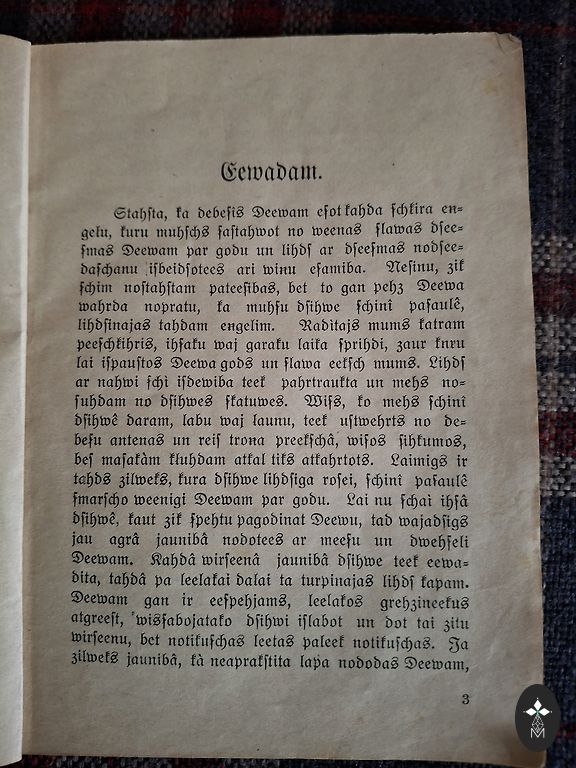 Eewadam.
Stahſta, ka debeſis Deewam eſot kahda ſchkira en=
gelu, kuru muhſchs ſaſtahwot no weenas ſlawas dſee=
ſmas Deewam par godu un lihdſ ar dſeeſmas nodſee=
daſchanu iſbeidſotees ari winu eſamiba. Neſinu, zik
ſchim noſtahſtam pateeſibas, bet to gan pehz Deewa
wahrda nopratu, ka muhſu dſihwe ſchinî paſaulê,
lihdſinajas tahdam engelim. Raditajs mums katram
peeſchkihris, ihſaku waj garaku laika ſprihdi, zaur knru
lai iſpauſtos Deewa gods un ſlawa eekſch mums. Lihdſ
ar nahwi ſchi iſdewiba teek pahrtraukta un mehs no=
ſuhdam no dſihwes ſkatuwes. Wiſs, ko mehs ſchinî
dſihwê daram, labu waj launu, teek uſtwehrts no de=
beſu antenas un reiſ trona preekſchâ, wiſos ſihkumos,
beſ maſakàm kluhdam atkal tiks atkahrtots. Laimigs ir
tahds zilweks, kura dſihwe lihdſiga roſei, ſchinî paſaulê
ſmarſcho weenigi Deewam par godu. Lai nu ſchai ihſâ
dſihwê, kaut zik ſpehtu pagodinat Deewu, tad wajadſigs
jau agrâ jaunibâ nodotees ar meeſu un dwehſeli
Deewam. Kahdâ wirſeenâ jaunibâ dſihwe teek eewa=
dita, tahdâ pa leelakai dalai ta turpinajas lihdſ kapam.
Deewam gan ir eeſpehjams, leelakos grehzineekus
atgreeſt, wisſabojatako dſihwi iſlabot un dot tai zitu
wirſeenu, bet notikuſchas leetas paleek notikuſchas. Ja
zilweks jaunibâ, kà neaprakſtita lapa nododas Deewam,
3
M